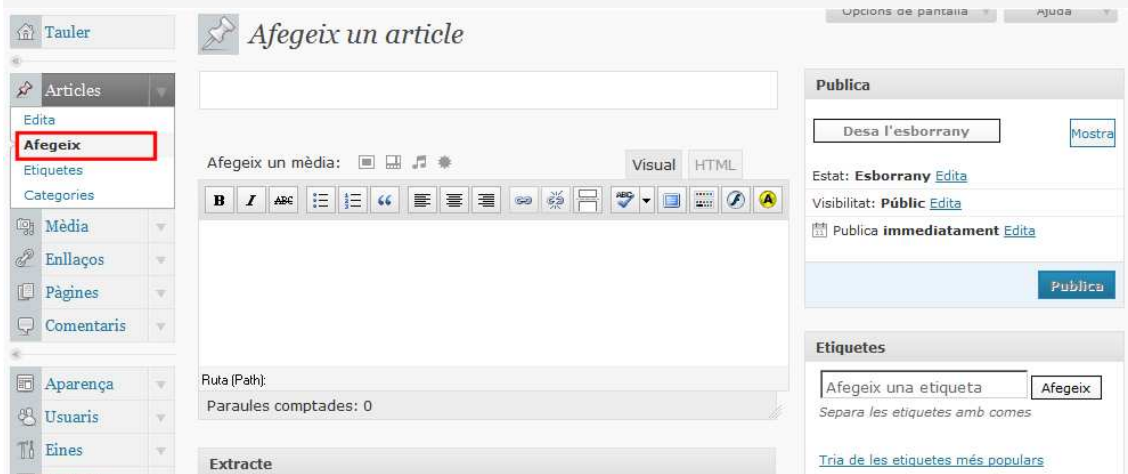 Opcions de pantalla
Ajuda
Tauler
Afegeix un article
Articles
Edita
Afegeix
Etiquetes
Categories
Mèdia
Enllaços
Pàgines
Comentaris
Aparença
Usuaris
Eines
Afegeix un mèdia:
Visual
HTML
B I ABC ABC A
Ruta (Path):
Paraules comptades: 0
Extracte
Publica
Desa l'esborrany
Mostra
Estat: Esborrany Edita
Visibilitat: Públic Edita
Publica immediatament Edita
Publica
Etiquetes
Afegeix una etiqueta
Afegeix
Separa les etiquetes amb comes
Tria de les etiquetes més populars